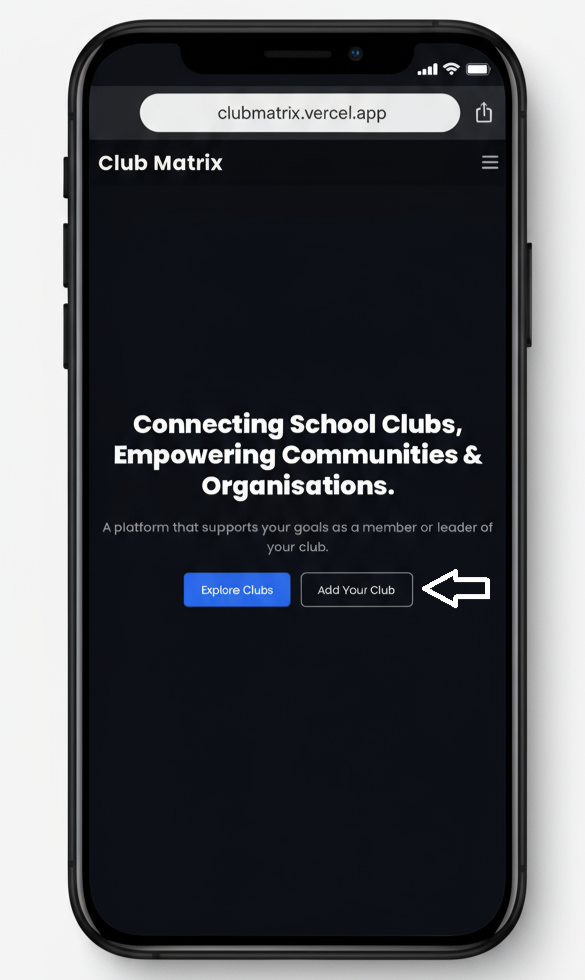 clubmatrix.vercel.app
Club Matrix
Connecting School Clubs,
Empowering Communities &
Organisations.
A platform that supports your goals as a member or leader of
your club.
Explore Clubs
Add Your Club